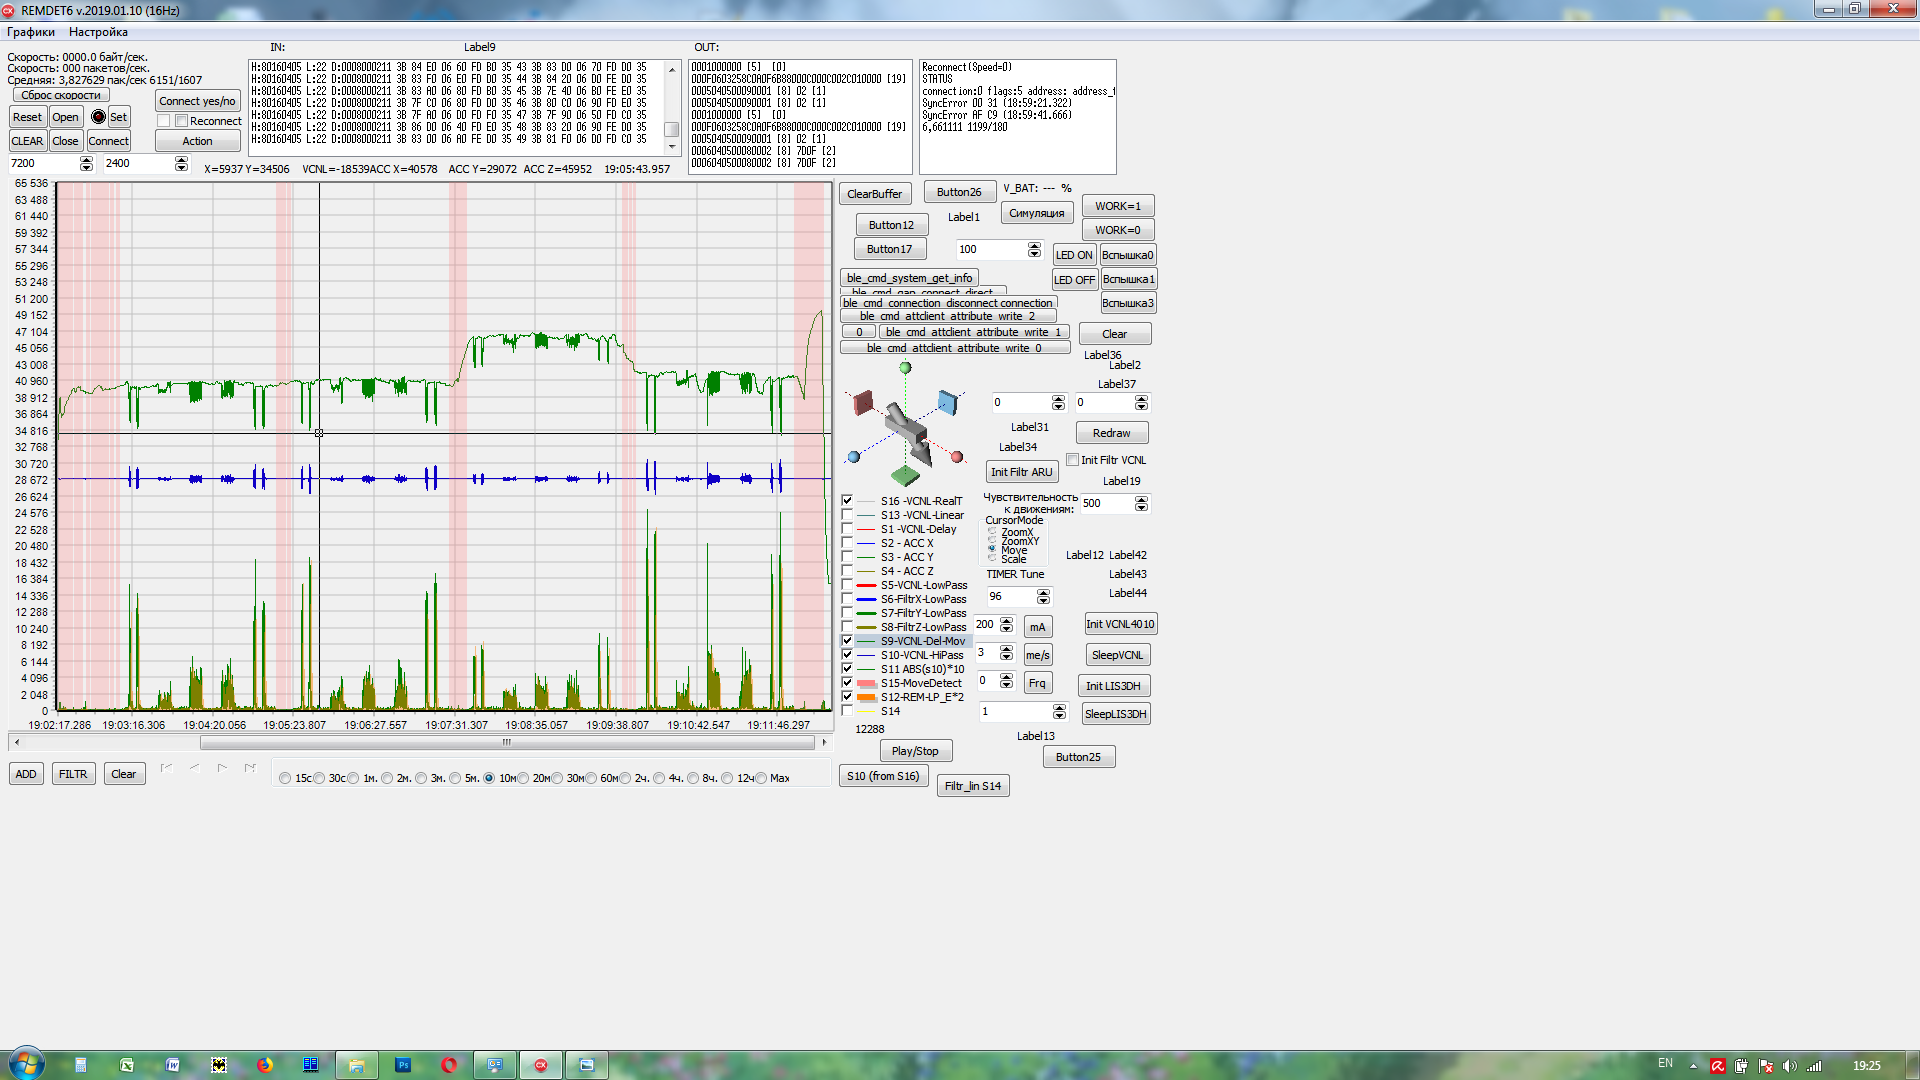 REMDET6 v.2019.01.10 (16Hz)
Графики Настройка
Скорость: 0000.0 байт/сек.
Скорость: 000 пакетов/сек.
Средняя: 3,827629 пак/сек 6151/1607
Сброс скорости
Connect yes/no
Reset Open Set
Reconnect
CLEAR Close Connect
Action
7200 2400
IN: Label9 OUT:
H:80160405 L:22 D:0008000211 3B 84 E0 06 60 FD B0 35 43 3B 83 D0 06 70 FD D0 35
H:80160405 L:22 D:0008000211 3B 83 F0 06 80 FD D0 35 44 3B 84 20 06 D0 FD E0 35
H:80160405 L:22 D:0008000211 3B 83 A0 06 A0 FD E0 35 45 3B 7E 40 06 B0 FE E0 35
H:80160405 L:22 D:0008000211 3B 7F C0 06 80 FD D0 35 46 3B 80 C0 06 90 FD E0 35
H:80160405 L:22 D:0008000211 3B 7F A0 06 D0 FD D0 35 47 3B 7F 90 06 80 FD D0 35
H:80160405 L:22 D:0008000211 3B 86 D0 06 40 FD E0 35 48 3B 83 20 06 90 FE D0 35
H:80160405 L:22 D:0008000211 3B 83 D0 06 A0 FE D0 35 49 3B 81 F0 06 D0 FD C0 35
0001000000 [5] [0]
000F0603258C0A0F6B88000C000C002C010000 [19]
0005040500090001 [8] 02 [1]
0005040500090001 [8] 02 [1]
0001000000 [5] [0]
000F0603258C0A0F6B88000C000C002C010000 [19]
0005040500090001 [8] 02 [1]
0006040500080002 [8] 7D0F [2]
0006040500080002 [8] 7D0F [2]
Reconnect(Speed=0)
STATUS
connection:0 flags:5 address: address_t
SyncError 00 31 (18:59:21.322)
SyncError AF C9 (18:59:41.666)
6,661111 1199/180
X=5937 Y=34506 VCNL=-18539ACC X=40578 ACC Y=29072 ACC Z=45952 19:05:43.957
65 536
63 488
61 440
59 392
57 344
55 296
53 248
51 200
49 152
47 104
45 056
43 008
40 960
38 912
36 864
34 816
32 768
30 720
28 672
26 624
24 576
22 528
20 480
18 432
16 384
14 336
12 288
10 240
8 192
6 144
4 096
2 048
0
19:02:17.286 19:03:16.306 19:04:20.056 19:05:23.807 19:06:27.557 19:07:31.307 19:08:35.057 19:09:38.807 19:10:42.547 19:11:46.297
ADD FILTR Clear
15с 30с 1м. 2м. 3м. 5м. 10м 20м 30м 60м 2ч. 4ч. 8ч. 12ч Max
ClearBuffer Button26 V_BAT: --- %
Label1 Симуляция WORK=1
Button12 WORK=0
Button17 100 LED ON Вспышка0
ble_cmd_system_get_info LED OFF Вспышка1
ble_cmd_gap_connect_direct
ble_cmd_connection_disconnect connection Вспышка3
ble_cmd_attclient_attribute_write_2
0 ble_cmd_attclient_attribute_write_1 Clear
ble_cmd_attclient_attribute_write_0
Label36
Label2
Label37
0 0
Label31 Redraw
Label34
Init Filtr ARU Init Filtr VCNL
Label19
Чувствительность
к движениям: 500
S16 -VCNL-RealT
S13 -VCNL-Linear
S1 -VCNL-Delay
S2 - ACC X
S3 - ACC Y
S4 - ACC Z
S5-VCNL-LowPass
S6-FiltrX-LowPass
S7-FiltrY-LowPass
S8-FiltrZ-LowPass
S9-VCNL-Del-Mov
S10-VCNL-HiPass
S11 ABS(s10)*10
S15-MoveDetect
S12-REM-LP_E*2
S14
CursorMode
ZoomX
ZoomXY
Move
Scale
Label12 Label42
TIMER Tune Label43
96 Label44
200 mA Init VCNL4010
3 me/s SleepVCNL
0 Frq Init LIS3DH
1 SleepLIS3DH
12288 Label13
Play/Stop Button25
S10 (from S16) Filtr_lin S14
EN 19:25